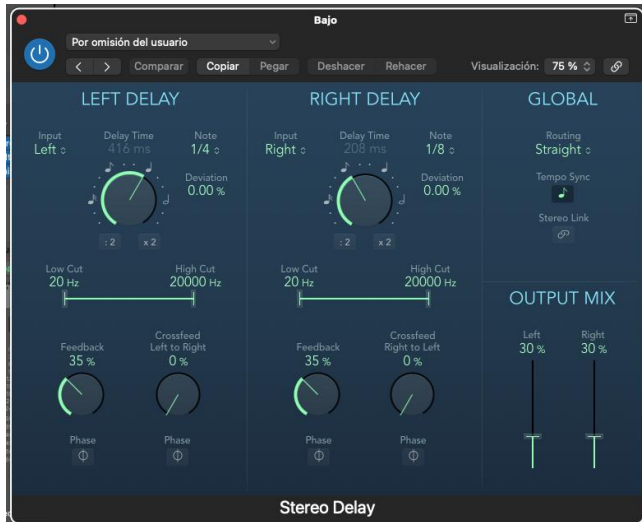 Bajo
Por omisión del usuario
Comparar Copiar Pegar Deshacer Rehacer Visualización: 75 %
LEFT DELAY RIGHT DELAY GLOBAL
Input Delay Time Note Input Delay Time Note Routing
Left 416 ms 1/4 Right 208 ms 1/8 Straight
Deviation Deviation Tempo Sync
0.00 % 0.00 %
Stereo Link
: 2 x 2 : 2 x 2
Low Cut High Cut Low Cut High Cut
20 Hz 20000 Hz 20 Hz 20000 Hz
OUTPUT MIX
Crossfeed Crossfeed Left Right
Feedback Left to Right Feedback Right to Left 30 % 30 %
35 % 0 % 35 % 0 %
Phase Phase Phase Phase
Φ Φ Φ Φ
Stereo Delay